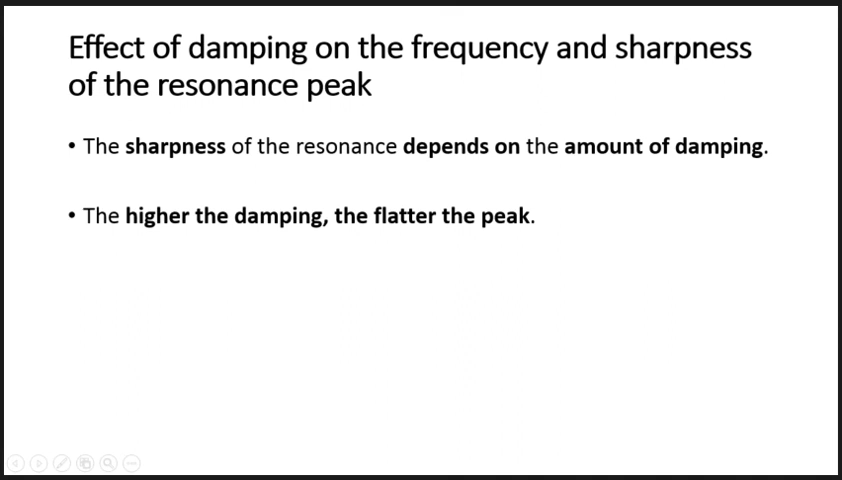 Effect of damping on the frequency and sharpness
of the resonance peak
• The sharpness of the resonance depends on the amount of damping.
• The higher the damping, the flatter the peak.